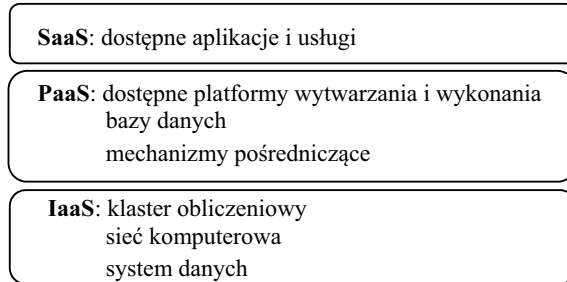 SaaS: dostępne aplikacje i usługi
PaaS: dostępne platformy wytwarzania i wykonania
bazy danych
mechanizmy pośredniczące
IaaS: klaster obliczeniowy
sieć komputerowa
system danych